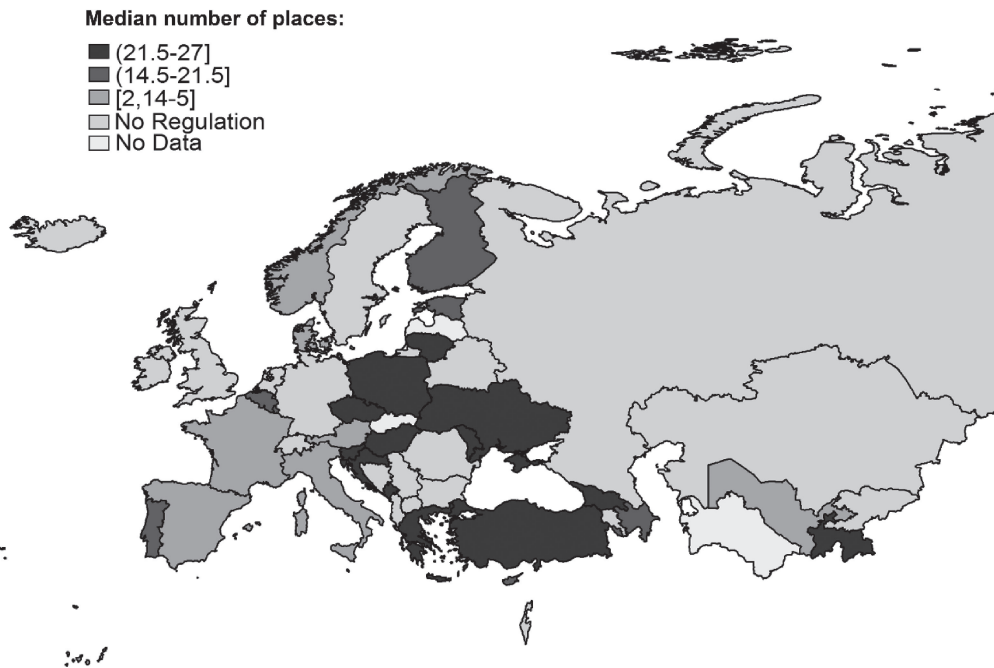 Median number of places:
(21.5-27]
(14.5-21.5]
[2,14-5]
No Regulation
No Data